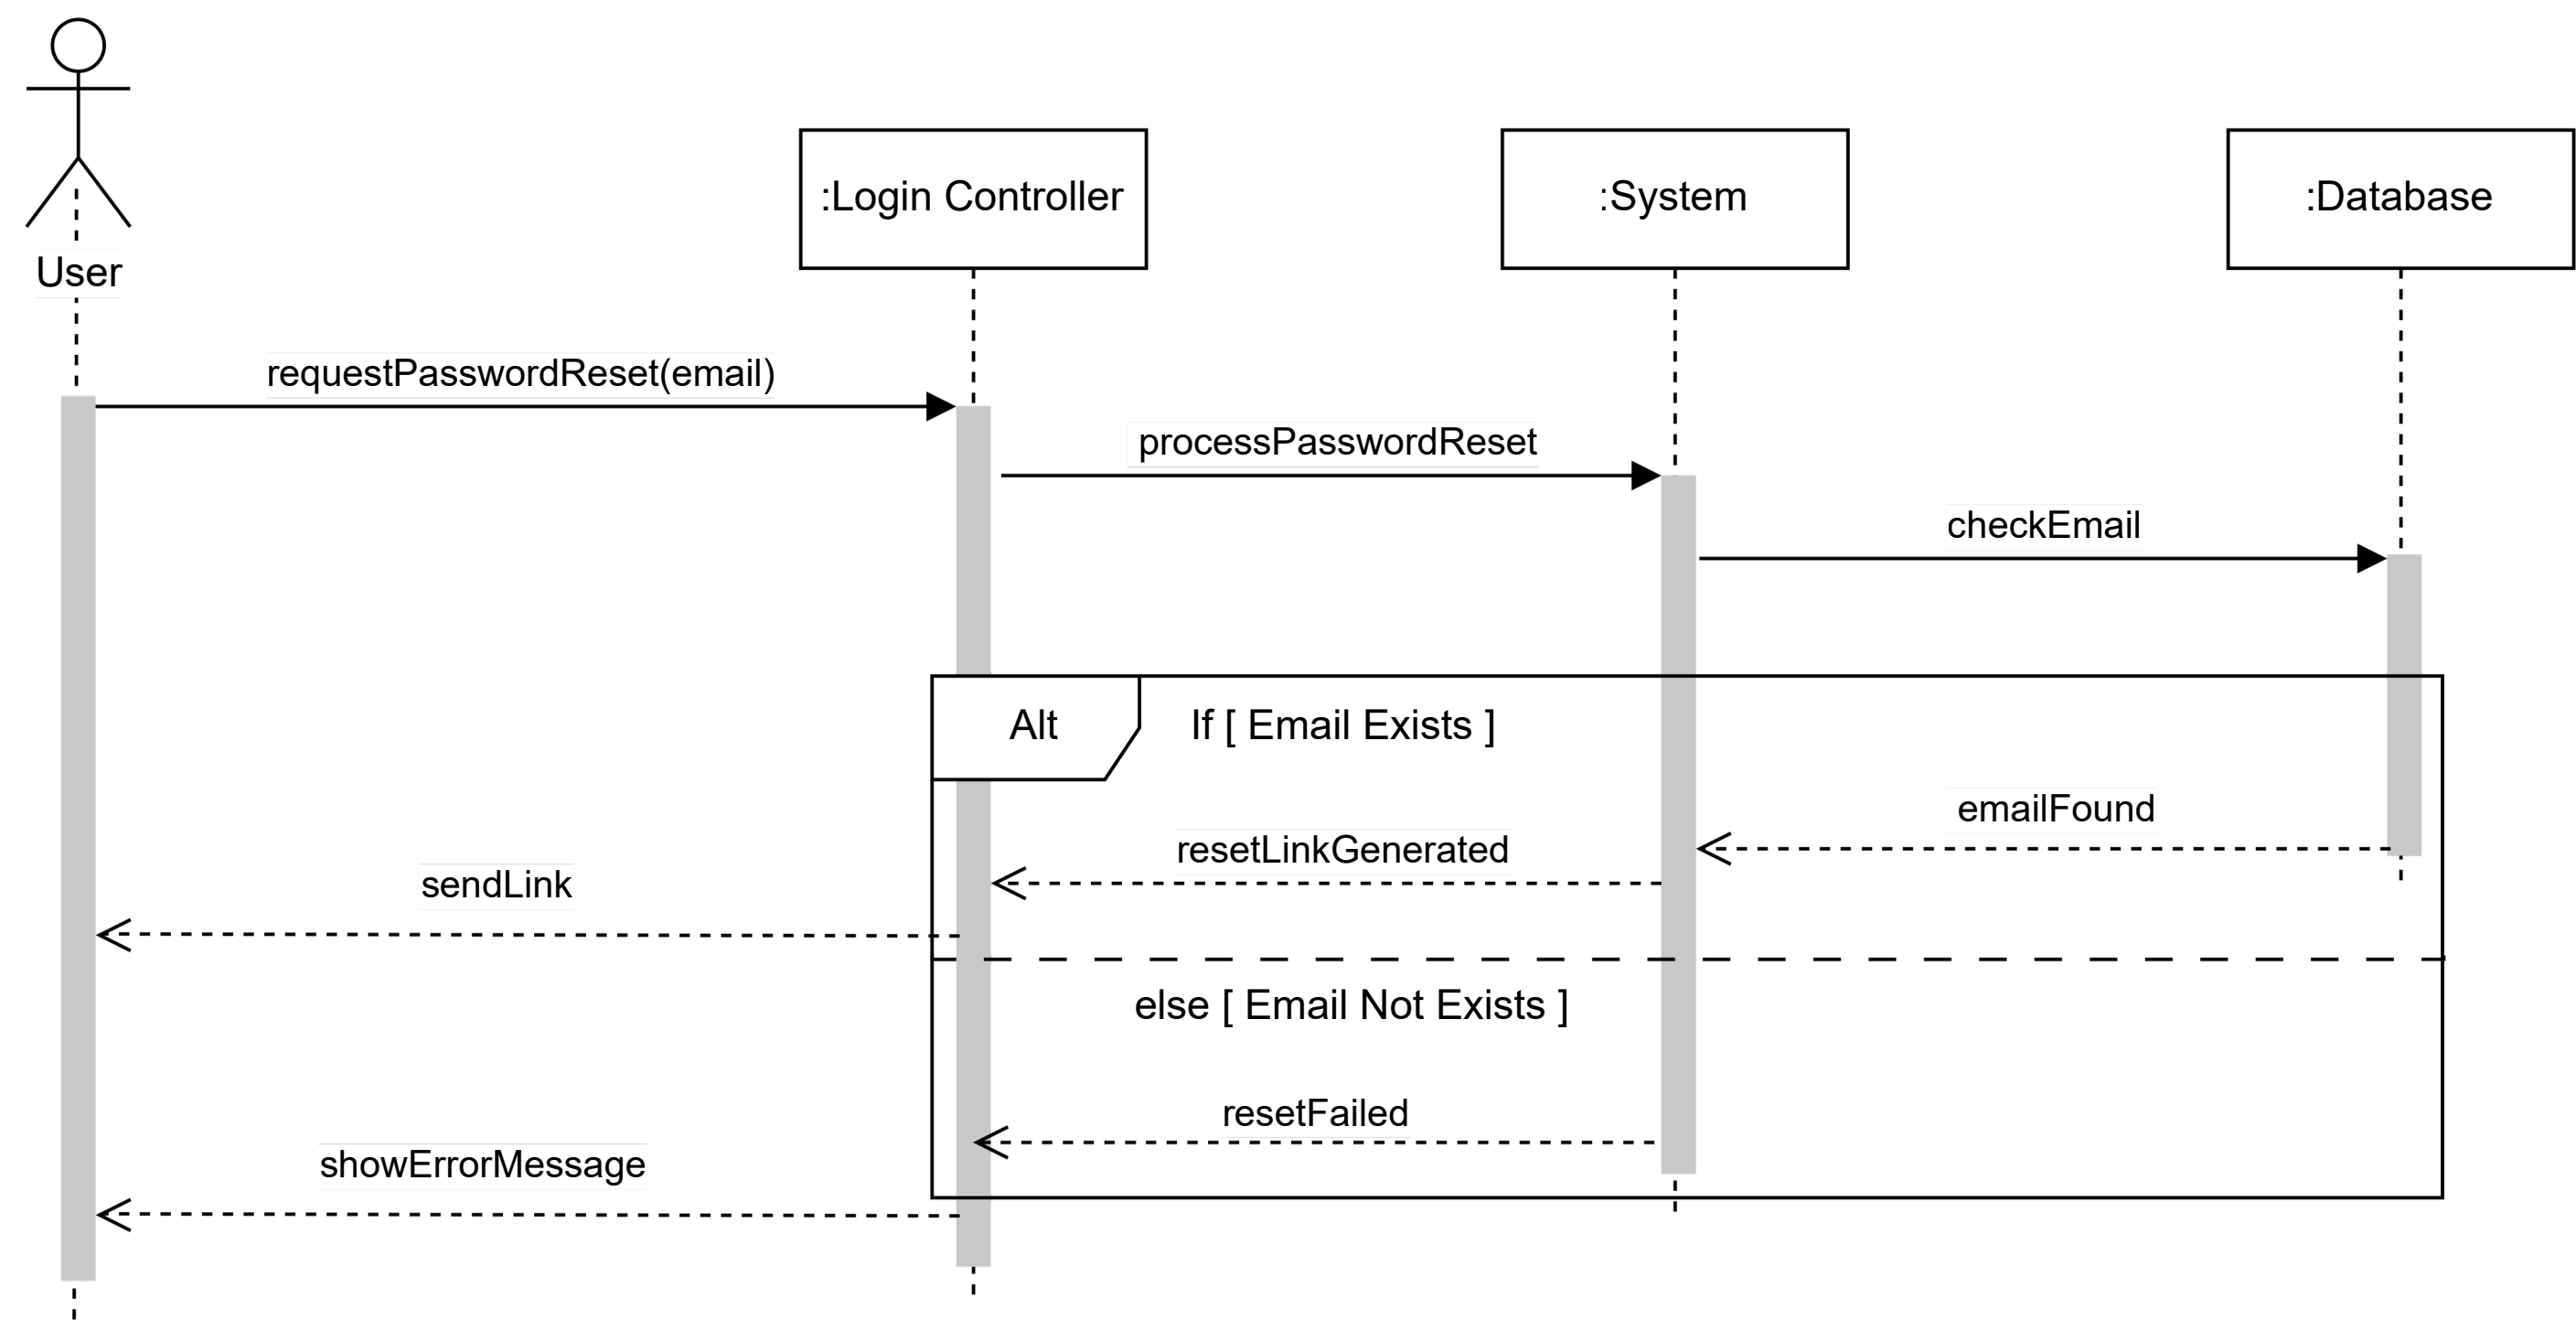 :Login Controller
:System
:Database
User
requestPasswordReset(email)
processPasswordReset
checkEmail
Alt
If [ Email Exists ]
emailFound
resetLinkGenerated
sendLink
else [ Email Not Exists ]
resetFailed
showErrorMessage